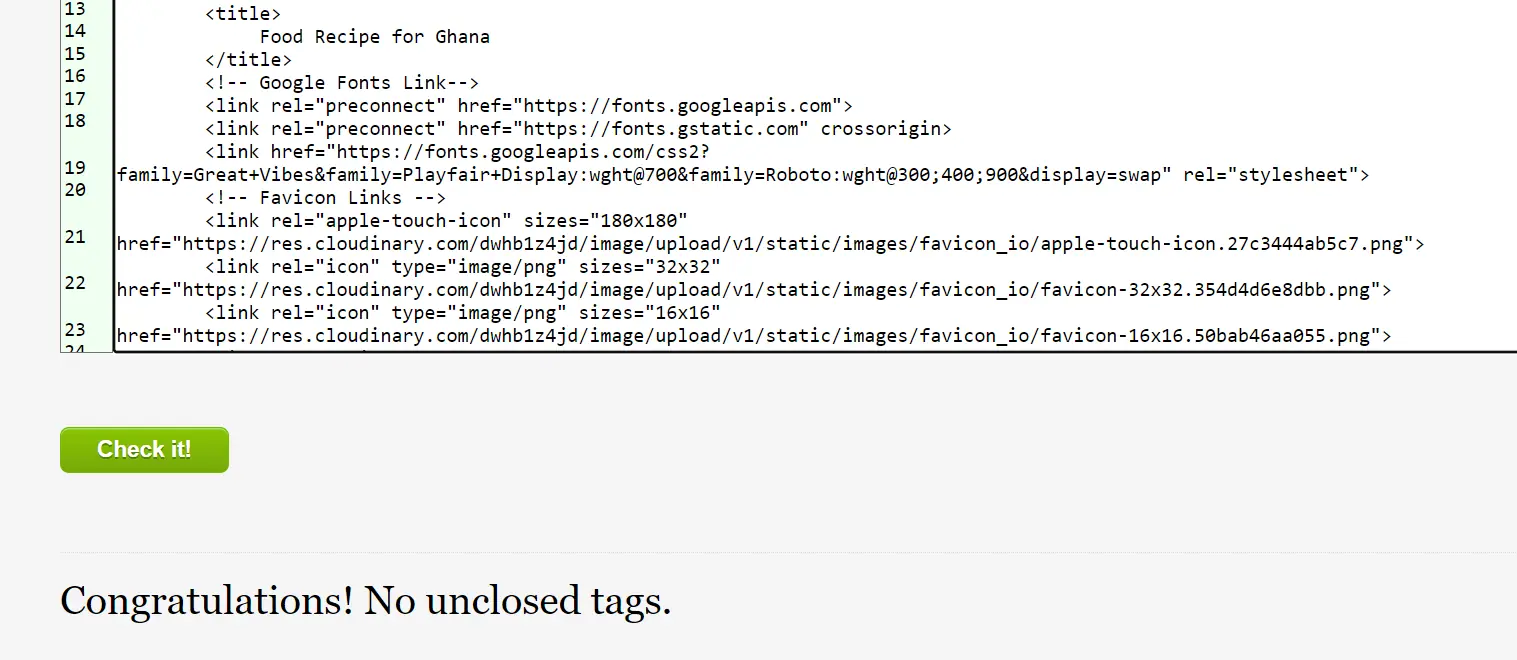 13 <title>
14 Food Recipe for Ghana
15 </title>
16 <!-- Google Fonts Link-->
17 <link rel="preconnect" href="https://fonts.googleapis.com">
18 <link rel="preconnect" href="https://fonts.gstatic.com" crossorigin>
<link href="https://fonts.googleapis.com/css2?
19 family=Great+Vibes&family=Playfair+Display:wght@700&family=Roboto:wght@300;400;900&display=swap" rel="stylesheet">
20 <!-- Favicon Links -->
<link rel="apple-touch-icon" sizes="180x180"
21 href="https://res.cloudinary.com/dwhb1z4jd/image/upload/v1/static/images/favicon_io/apple-touch-icon.27c3444ab5c7.png">
<link rel="icon" type="image/png" sizes="32x32"
22 href="https://res.cloudinary.com/dwhb1z4jd/image/upload/v1/static/images/favicon_io/favicon-32x32.354d4d6e8dbb.png">
<link rel="icon" type="image/png" sizes="16x16"
23 href="https://res.cloudinary.com/dwhb1z4jd/image/upload/v1/static/images/favicon_io/favicon-16x16.50bab46aa055.png">
24
Check it!
Congratulations! No unclosed tags.